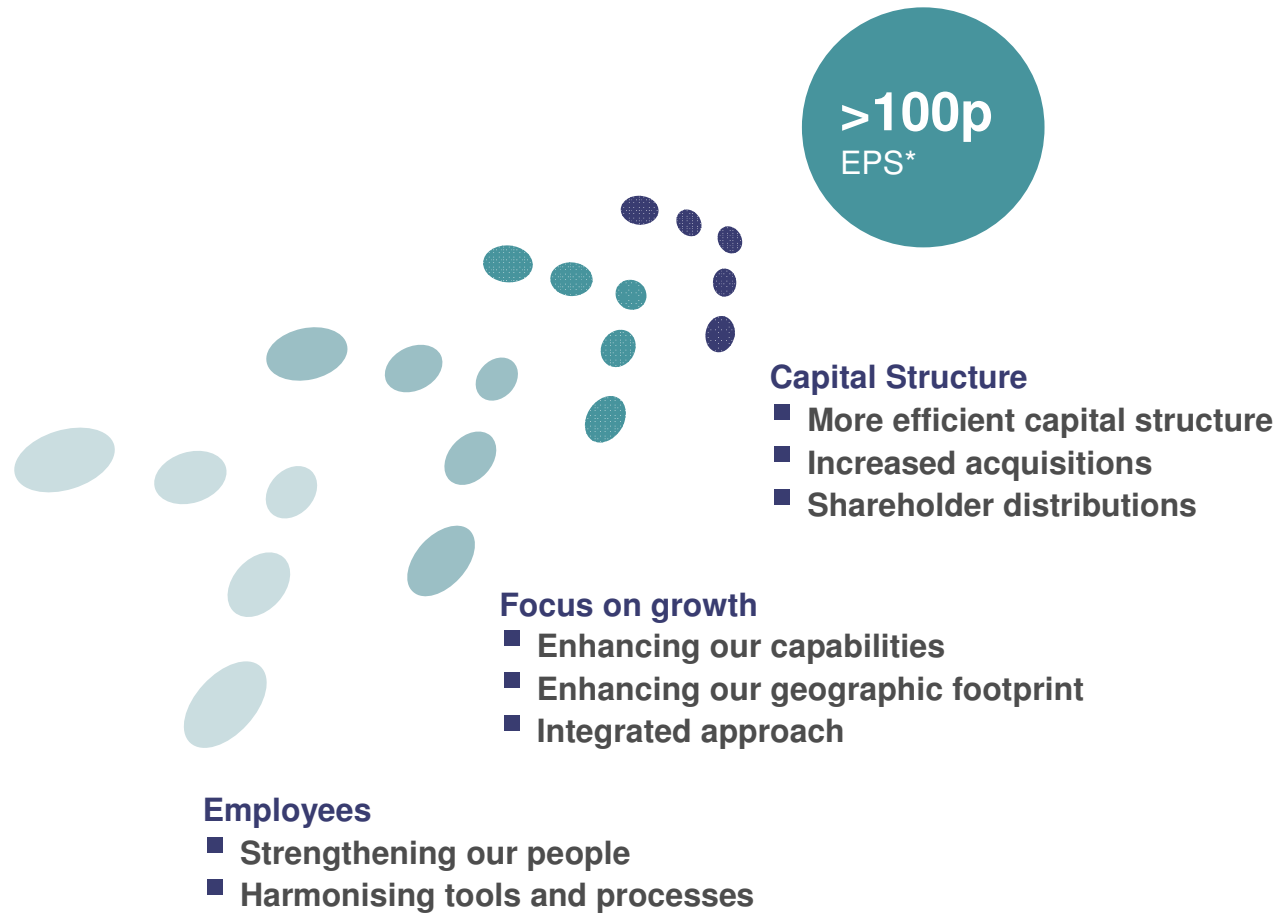 >100p
EPS*
Capital Structure
More efficient capital structure
Increased acquisitions
Shareholder distributions
Focus on growth
Enhancing our capabilities
Enhancing our geographic footprint
Integrated approach
Employees
Strengthening our people
Harmonising tools and processes